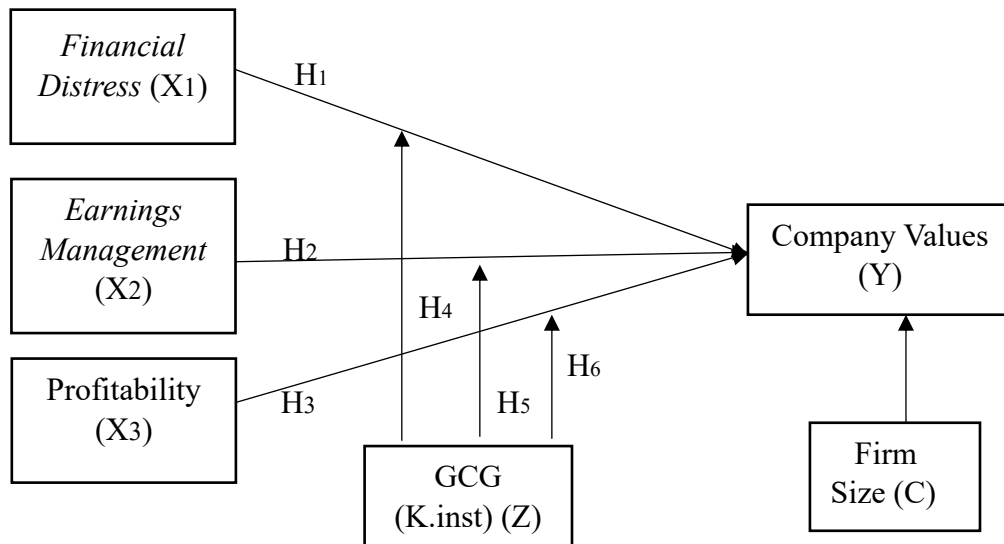 Financial
Distress (X1)
H1
Earnings
Management
(X2)
H2
Company Values
(Y)
H4
Profitability
(X3)
H3
H5
H6
GCG
(K.inst) (Z)
Firm
Size (C)